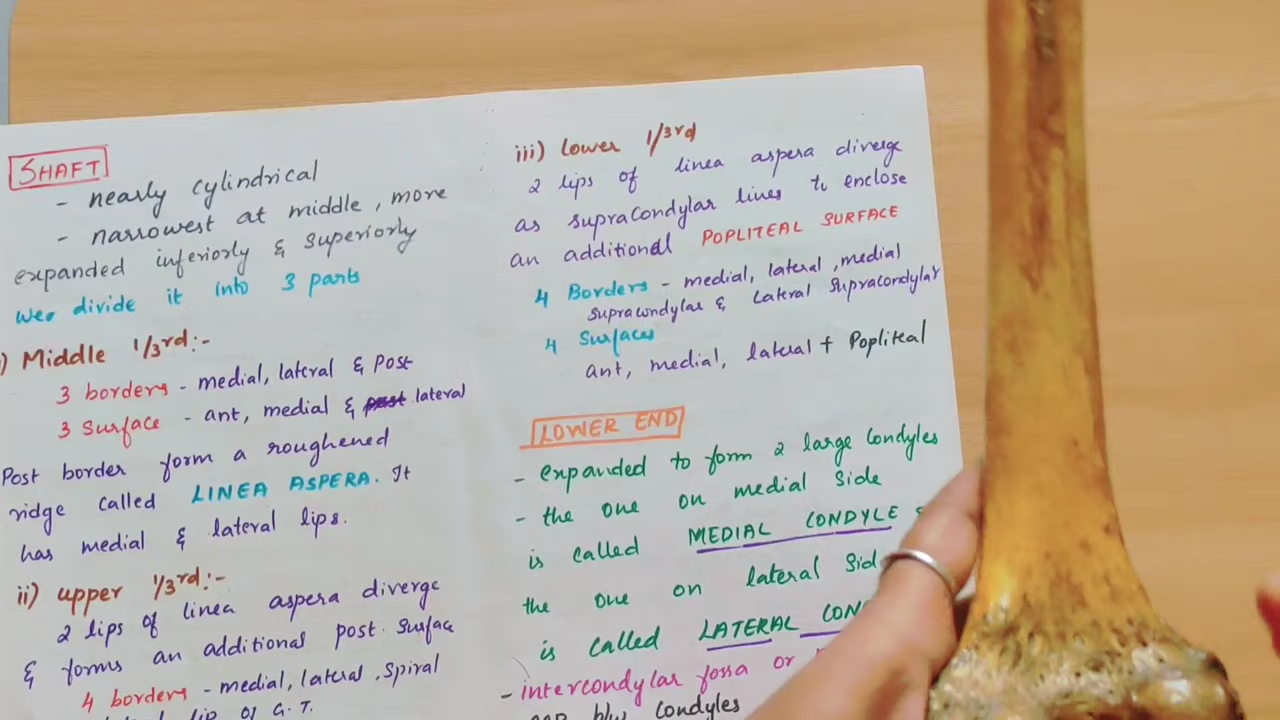 SHAFT
- nearly cylindrical
- narrowest at middle, more
expanded inferiorly & superiorly
we divide it into 3 parts
) Middle 1/3rd:-
3 borders - medial, lateral & post
3 Surface - ant, medial & post lateral
Post border form a roughened
ridge called LINEA ASPERA. It
has medial & lateral lips.
ii) upper 1/3rd:-
2 lips of linea aspera diverge
& forms an additional post. Surface
4 borders - medial, lateral, spiral
lip of G.T.
iii) Lower 1/3rd
2 lips of linea aspera diverge
as supracondylar lines to enclose
an additional POPLITEAL SURFACE
4 Borders - medial, lateral, medial
supracondylar & Lateral Supracondylar
4 Surfaces
ant, medial, lateral + Popliteal
LOWER END
- expanded to form 2 large Condyles
- the one on medial side
is called MEDIAL CONDYLE
the one on lateral Side
is called LATERAL CON
- intercondylar fossa or
gap b/w condyles